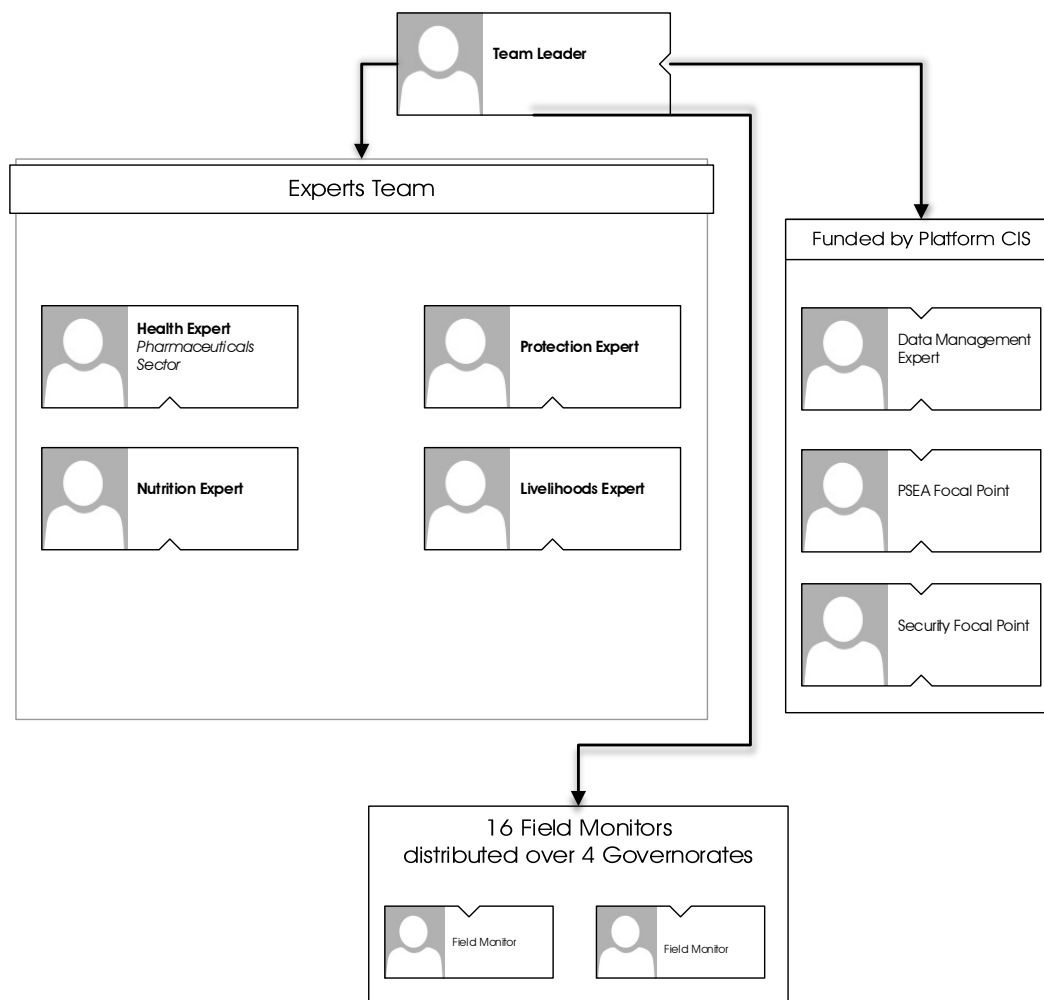 Team Leader
Experts Team
Funded by Platform CIS
Health Expert
Pharmaceuticals
Sector
Protection Expert
Data Management
Expert
Nutrition Expert
Livelihoods Expert
PSEA Focal Point
Security Focal Point
16 Field Monitors
distributed over 4 Governorates
Field Monitor
Field Monitor